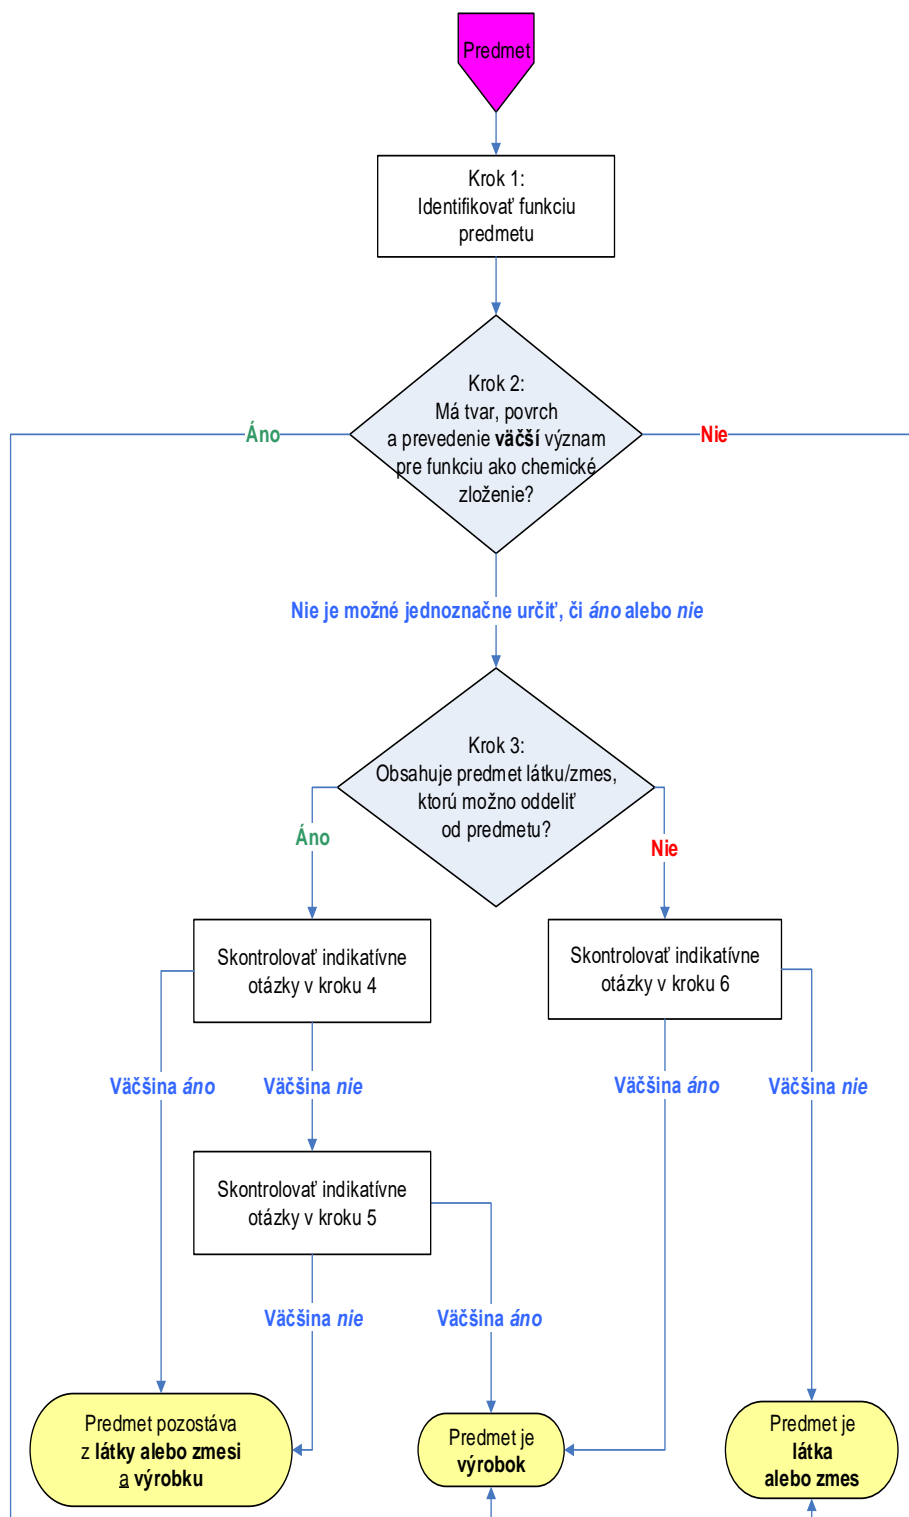 Predmet
Krok 1:
Identifikovať funkciu
predmetu
Krok 2:
Má tvar, povrch
a prevedenie väčší význam
pre funkciu ako chemické
zloženie?
Áno
Nie
Nie je možné jednoznačne určiť, či áno alebo nie
Krok 3:
Obsahuje predmet látku/zmes,
ktorú možno oddeliť
od predmetu?
Áno
Nie
Skontrolovať indikatívne
otázky v kroku 4
Skontrolovať indikatívne
otázky v kroku 6
Väčšina áno
Väčšina nie
Väčšina áno
Väčšina nie
Skontrolovať indikatívne
otázky v kroku 5
Väčšina nie
Väčšina áno
Predmet pozostáva
z látky alebo zmesi
a výrobku
Predmet je
výrobok
Predmet je
látka
alebo zmes